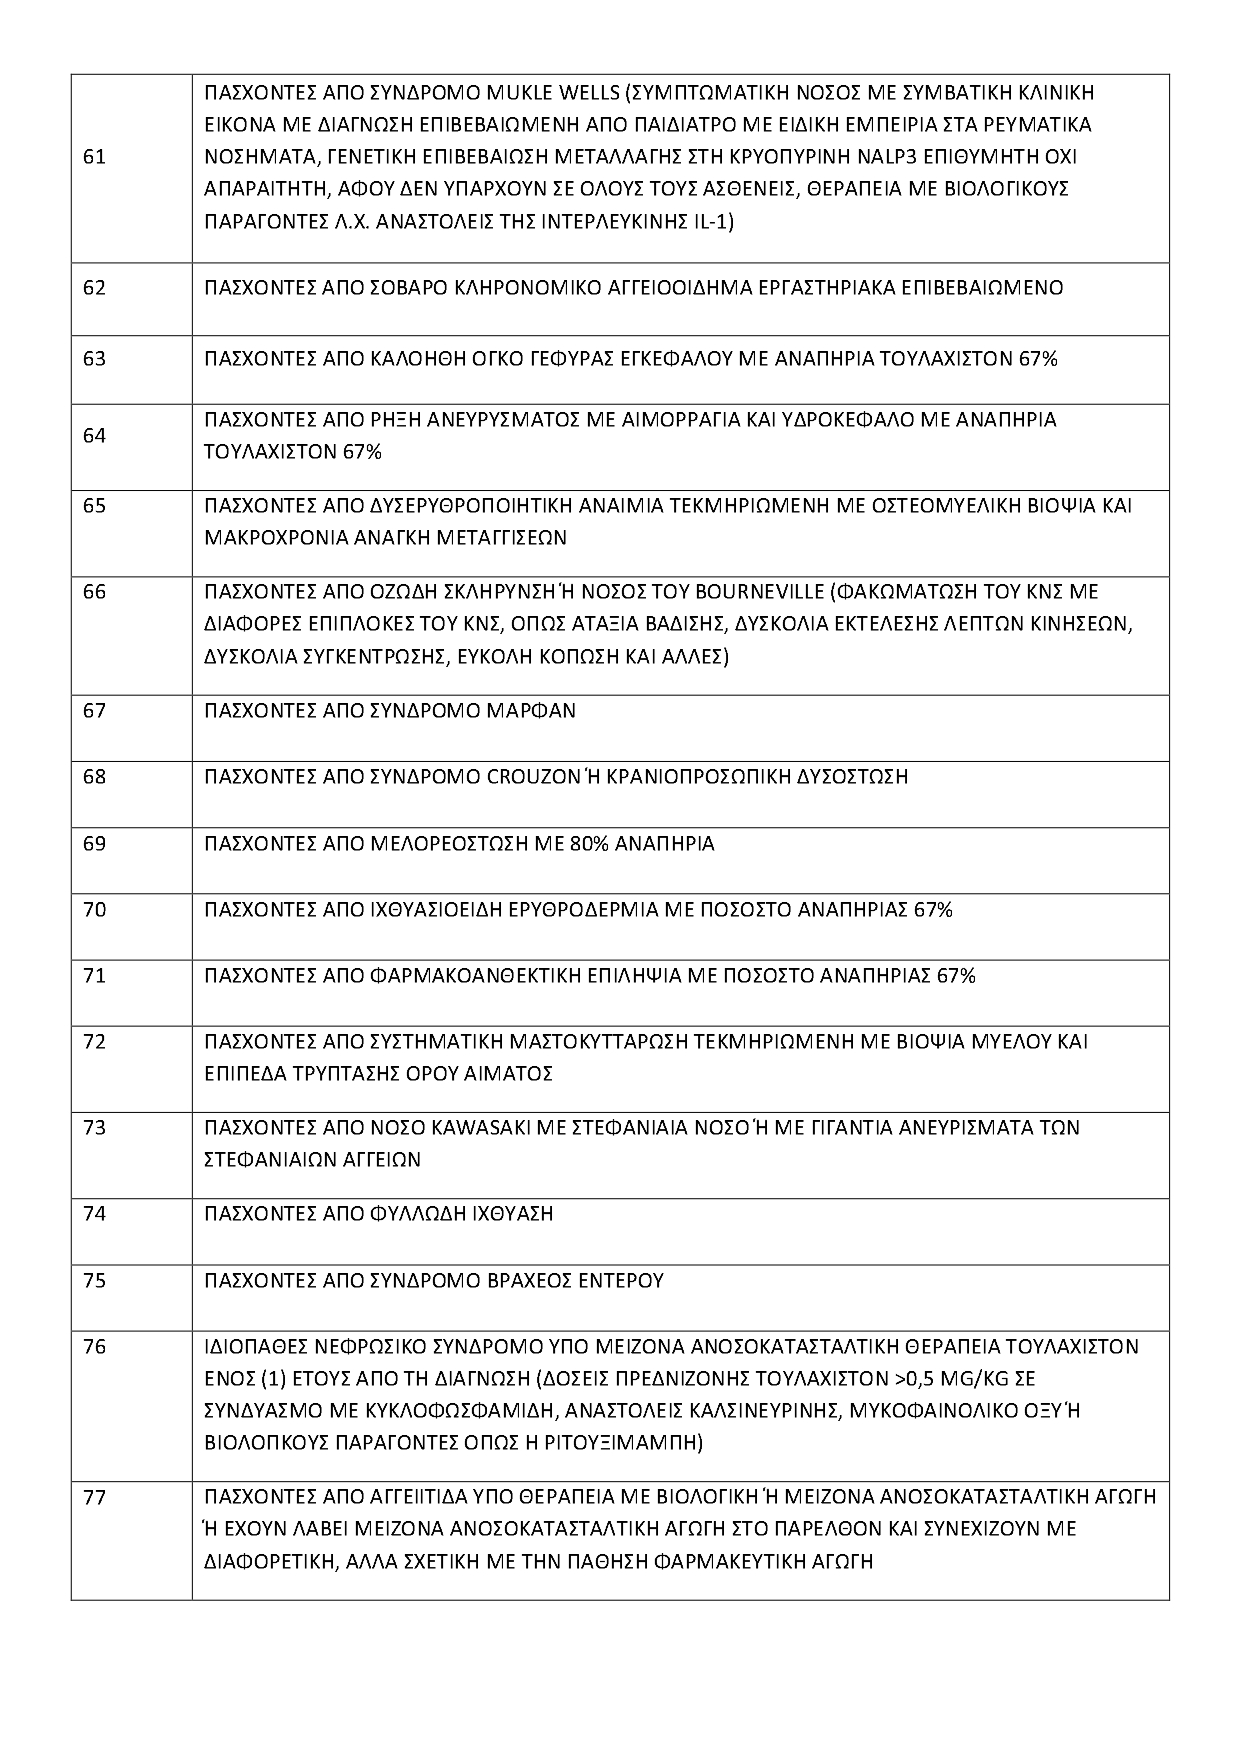 61
ΠΑΣΧΟΝΤΕΣ ΑΠΟ ΣΥΝΔΡΟΜΟ MUKLE WELLS (ΣΥΜΠΤΩΜΑΤΙΚΗ ΝΟΣΟΣ ΜΕ ΣΥΜΒΑΤΙΚΗ ΚΛΙΝΙΚΗ
ΕΙΚΟΝΑ ΜΕ ΔΙΑΓΝΩΣΗ ΕΠΙΒΕΒΑΙΩΜΕΝΗ ΑΠΟ ΠΑΙΔΙΑΤΡΟ ΜΕ ΕΙΔΙΚΗ ΕΜΠΕΙΡΙΑ ΣΤΑ ΡΕΥΜΑΤΙΚΑ
ΝΟΣΗΜΑΤΑ, ΓΕΝΕΤΙΚΗ ΕΠΙΒΕΒΑΙΩΣΗ ΜΕΤΑΛΛΑΓΗΣ ΣΤΗ ΚΡΥΟΠΥΡΙΝΗ NALP3 ΕΠΙΘΥΜΗΤΗ ΟΧΙ
ΑΠΑΡΑΙΤΗΤΗ, ΑΦΟΥ ΔΕΝ ΥΠΑΡΧΟΥΝ ΣΕ ΟΛΟΥΣ ΤΟΥΣ ΑΣΘΕΝΕΙΣ, ΘΕΡΑΠΕΙΑ ΜΕ ΒΙΟΛΟΓΙΚΟΥΣ
ΠΑΡΑΓΟΝΤΕΣ Λ.Χ. ΑΝΑΣΤΟΛΕΙΣ ΤΗΣ ΙΝΤΕΡΛΕΥΚΙΝΗΣ IL-1)
62 ΠΑΣΧΟΝΤΕΣ ΑΠΟ ΣΟΒΑΡΟ ΚΛΗΡΟΝΟΜΙΚΟ ΑΓΓΕΙΟΟΙΔΗΜΑ ΕΡΓΑΣΤΗΡΙΑΚΑ ΕΠΙΒΕΒΑΙΩΜΕΝΟ
63 ΠΑΣΧΟΝΤΕΣ ΑΠΟ ΚΑΛΟΗΘΗ ΟΓΚΟ ΓΕΦΥΡΑΣ ΕΓΚΕΦΑΛΟΥ ΜΕ ΑΝΑΠΗΡΙΑ ΤΟΥΛΑΧΙΣΤΟΝ 67%
64
ΠΑΣΧΟΝΤΕΣ ΑΠΟ ΡΗΞΗ ΑΝΕΥΡΥΣΜΑΤΟΣ ΜΕ ΑΙΜΟΡΡΑΓΙΑ ΚΑΙ ΥΔΡΟΚΕΦΑΛΟ ΜΕ ΑΝΑΠΗΡΙΑ
ΤΟΥΛΑΧΙΣΤΟΝ 67%
65 ΠΑΣΧΟΝΤΕΣ ΑΠΟ ΔΥΣΕΡΥΘΡΟΠΟΙΗΤΙΚΗ ΑΝΑΙΜΙΑ ΤΕΚΜΗΡΙΩΜΕΝΗ ΜΕ ΟΣΤΕΟΜΥΕΛΙΚΗ ΒΙΟΨΙΑ ΚΑΙ
ΜΑΚΡΟΧΡΟΝΙΑ ΑΝΑΓΚΗ ΜΕΤΑΓΓΙΣΕΩΝ
66 ΠΑΣΧΟΝΤΕΣ ΑΠΟ ΟΖΩΔΗ ΣΚΛΗΡΥΝΣΗ Ή ΝΟΣΟΣ ΤΟΥ BOURNEVILLE (ΦΑΚΩΜΑΤΩΣΗ ΤΟΥ ΚΝΣ ΜΕ
ΔΙΑΦΟΡΕΣ ΕΠΙΠΛΟΚΕΣ ΤΟΥ ΚΝΣ, ΟΠΩΣ ΑΤΑΞΙΑ ΒΑΔΙΣΗΣ, ΔΥΣΚΟΛΙΑ ΕΚΤΕΛΕΣΗΣ ΛΕΠΤΩΝ ΚΙΝΗΣΕΩΝ,
ΔΥΣΚΟΛΙΑ ΣΥΓΚΕΝΤΡΩΣΗΣ, ΕΥΚΟΛΗ ΚΟΠΩΣΗ ΚΑΙ ΑΛΛΕΣ)
67 ΠΑΣΧΟΝΤΕΣ ΑΠΟ ΣΥΝΔΡΟΜΟ ΜΑΡΦΑΝ
68 ΠΑΣΧΟΝΤΕΣ ΑΠΟ ΣΥΝΔΡΟΜΟ CROUZON Ή ΚΡΑΝΙΟΠΡΟΣΩΠΙΚΗ ΔΥΣΟΣΤΩΣΗ
69 ΠΑΣΧΟΝΤΕΣ ΑΠΟ ΜΕΛΟΡΕΟΣΤΩΣΗ ΜΕ 80% ΑΝΑΠΗΡΙΑ
70 ΠΑΣΧΟΝΤΕΣ ΑΠΟ ΙΧΘΥΑΣΙΟΕΙΔΗ ΕΡΥΘΡΟΔΕΡΜΙΑ ΜΕ ΠΟΣΟΣΤΟ ΑΝΑΠΗΡΙΑΣ 67%
71 ΠΑΣΧΟΝΤΕΣ ΑΠΟ ΦΑΡΜΑΚΟΑΝΘΕΚΤΙΚΗ ΕΠΙΛΗΨΙΑ ΜΕ ΠΟΣΟΣΤΟ ΑΝΑΠΗΡΙΑΣ 67%
72 ΠΑΣΧΟΝΤΕΣ ΑΠΟ ΣΥΣΤΗΜΑΤΙΚΗ ΜΑΣΤΟΚΥΤΤΑΡΩΣΗ ΤΕΚΜΗΡΙΩΜΕΝΗ ΜΕ ΒΙΟΨΙΑ ΜΥΕΛΟΥ ΚΑΙ
ΕΠΙΠΕΔΑ ΤΡΥΠΤΑΣΗΣ ΟΡΟΥ ΑΙΜΑΤΟΣ
73 ΠΑΣΧΟΝΤΕΣ ΑΠΟ ΝΟΣΟ KAWASAKI ΜΕ ΣΤΕΦΑΝΙΑΙΑ ΝΟΣΟ Ή ΜΕ ΓΙΓΑΝΤΙΑ ΑΝΕΥΡΙΣΜΑΤΑ ΤΩΝ
ΣΤΕΦΑΝΙΑΙΩΝ ΑΓΓΕΙΩΝ
74 ΠΑΣΧΟΝΤΕΣ ΑΠΟ ΦΥΛΛΩΔΗ ΙΧΘΥΑΣΗ
75 ΠΑΣΧΟΝΤΕΣ ΑΠΟ ΣΥΝΔΡΟΜΟ ΒΡΑΧΕΟΣ ΕΝΤΕΡΟΥ
76 ΙΔΙΟΠΑΘΕΣ ΝΕΦΡΩΣΙΚΟ ΣΥΝΔΡΟΜΟ ΥΠΟ ΜΕΙΖΟΝΑ ΑΝΟΣΟΚΑΤΑΣΤΑΛΤΙΚΗ ΘΕΡΑΠΕΙΑ ΤΟΥΛΑΧΙΣΤΟΝ
ΕΝΟΣ (1) ΕΤΟΥΣ ΑΠΟ ΤΗ ΔΙΑΓΝΩΣΗ (ΔΟΣΕΙΣ ΠΡΕΔΝΙΖΟΝΗΣ ΤΟΥΛΑΧΙΣΤΟΝ >0,5 MG/KG ΣΕ
ΣΥΝΔΥΑΣΜΟ ΜΕ ΚΥΚΛΟΦΩΣΦΑΜΙΔΗ, ΑΝΑΣΤΟΛΕΙΣ ΚΑΛΣΙΝΕΥΡΙΝΗΣ, ΜΥΚΟΦΑΙΝΟΛΙΚΟ ΟΞΥ Ή
ΒΙΟΛΟΠΚΟΥΣ ΠΑΡΑΓΟΝΤΕΣ ΟΠΩΣ Η ΡΙΤΟΥΞΙΜΑΜΠΗ)
77 ΠΑΣΧΟΝΤΕΣ ΑΠΟ ΑΓΓΕΙΙΤΙΔΑ ΥΠΟ ΘΕΡΑΠΕΙΑ ΜΕ ΒΙΟΛΟΓΙΚΗ Ή ΜΕΙΖΟΝΑ ΑΝΟΣΟΚΑΤΑΣΤΑΛΤΙΚΗ ΑΓΩΓΗ
Ή ΕΧΟΥΝ ΛΑΒΕΙ ΜΕΙΖΟΝΑ ΑΝΟΣΟΚΑΤΑΣΤΑΛΤΙΚΗ ΑΓΩΓΗ ΣΤΟ ΠΑΡΕΛΘΟΝ ΚΑΙ ΣΥΝΕΧΙΖΟΥΝ ΜΕ
ΔΙΑΦΟΡΕΤΙΚΗ, ΑΛΛΑ ΣΧΕΤΙΚΗ ΜΕ ΤΗΝ ΠΑΘΗΣΗ ΦΑΡΜΑΚΕΥΤΙΚΗ ΑΓΩΓΗ